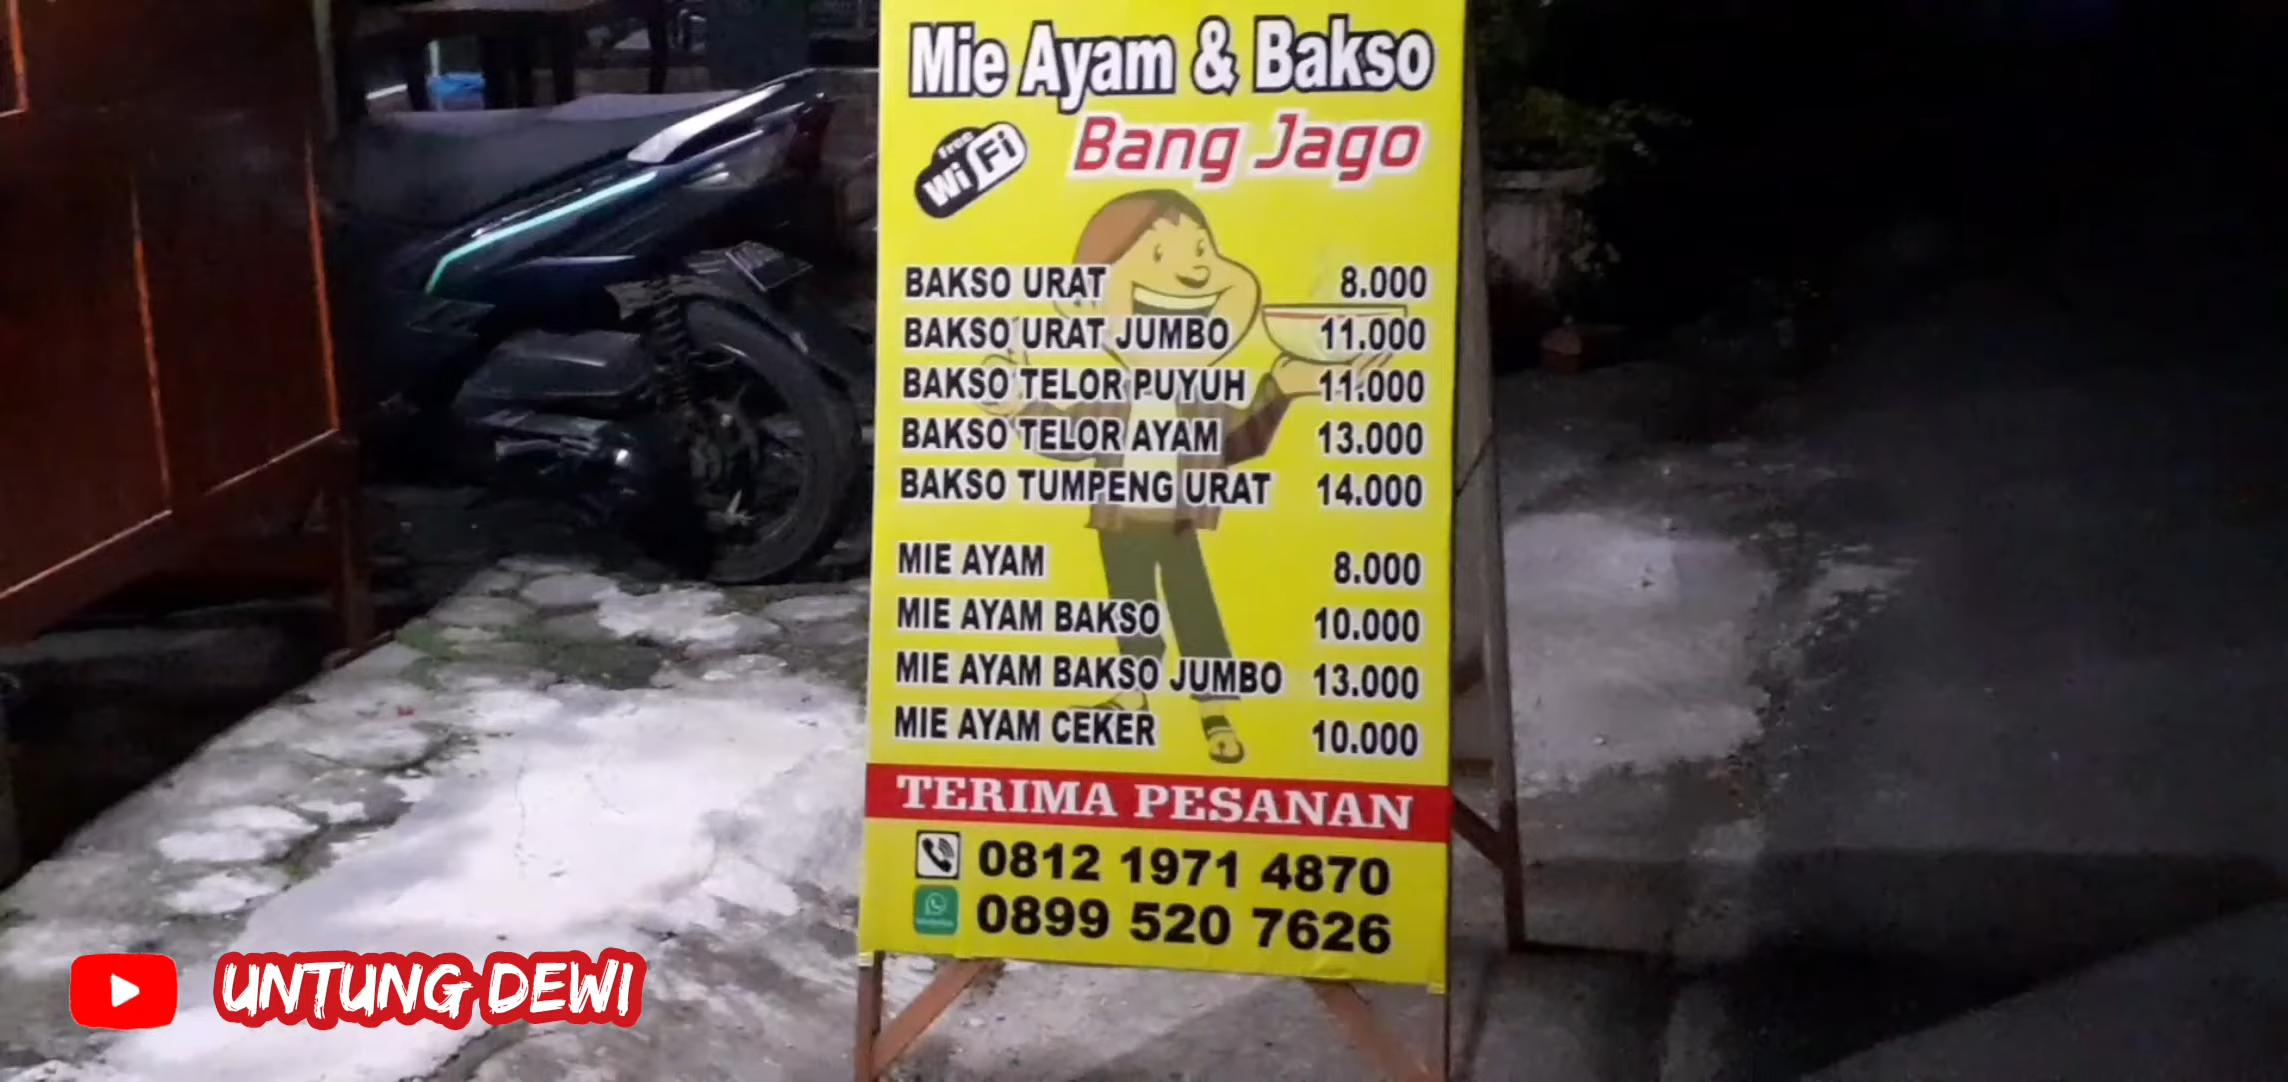 Mie Ayam & Bakso
Bang Jago
Free
WiFi
BAKSO URAT 8.000
BAKSO URAT JUMBO 11.000
BAKSO TELOR PUYUH 11.000
BAKSO TELOR AYAM 13.000
BAKSO TUMPENG URAT 14.000
MIE AYAM 8.000
MIE AYAM BAKSO 10.000
MIE AYAM BAKSO JUMBO 13.000
MIE AYAM CEKER 10.000
TERIMA PESANAN
0812 1971 4870
0899 520 7626
UNTUNG DEWI